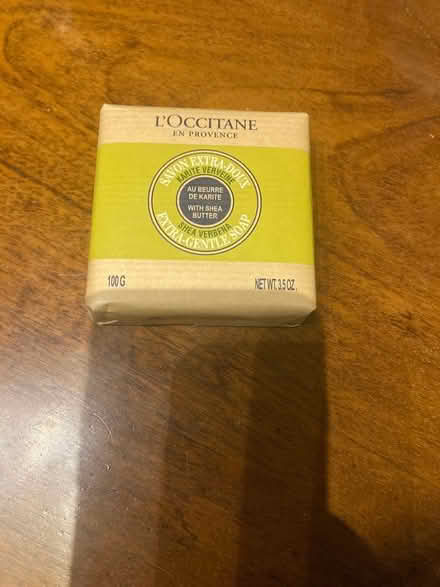 L'OCCITANE
EN PROVENCE
SAVON EXTRA-DOUX
KARITÉ VERVEINE
AU BEURRE
DE KARITE
WITH SHEA
BUTTER
SHEA VERBENA
EXTRA-GENTLE SOAP
100 G
NET WT. 3.5 OZ.